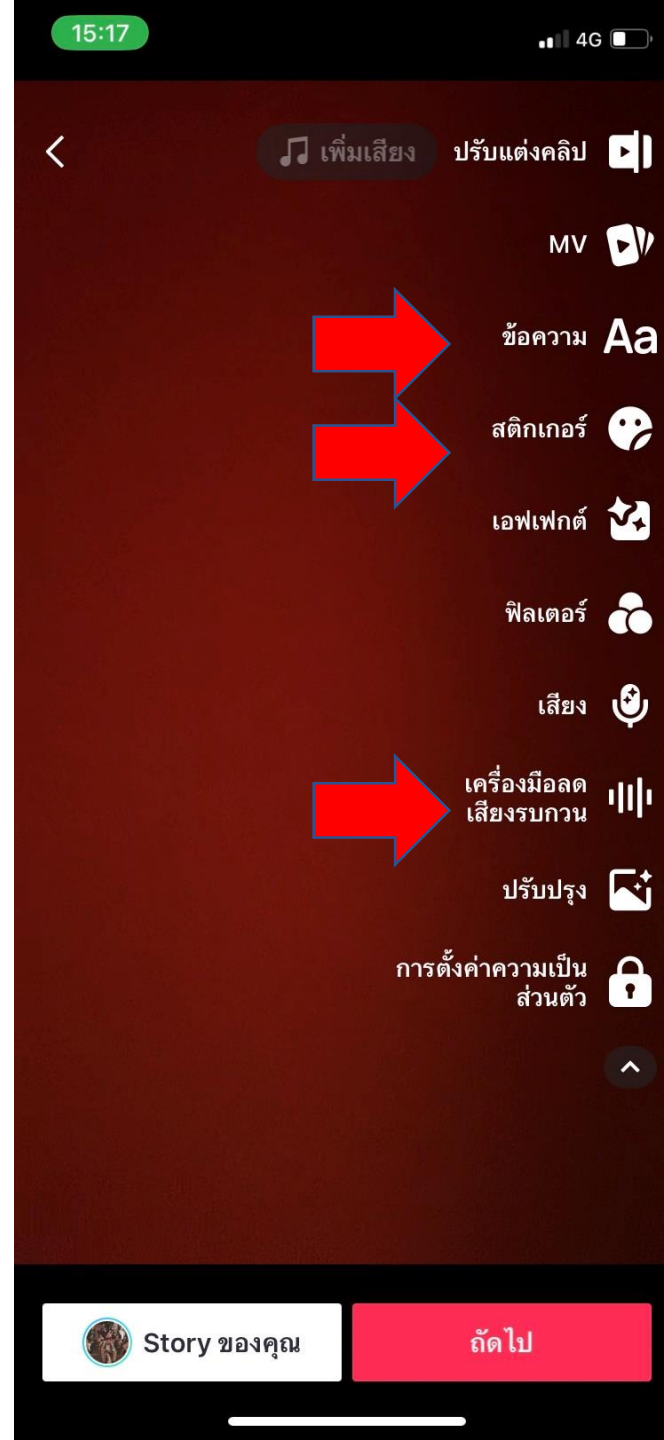 15:17
4G
เพิ่มเสียง
ปรับแต่งคลิป
MV
ข้อความ Aa
สติกเกอร์
เอฟเฟกต์
ฟิลเตอร์
เสียง
เครื่องมือลด
เสียงรบกวน
ปรับปรุง
การตั้งค่าความเป็น
ส่วนตัว
Story ของคุณ
ถัดไป